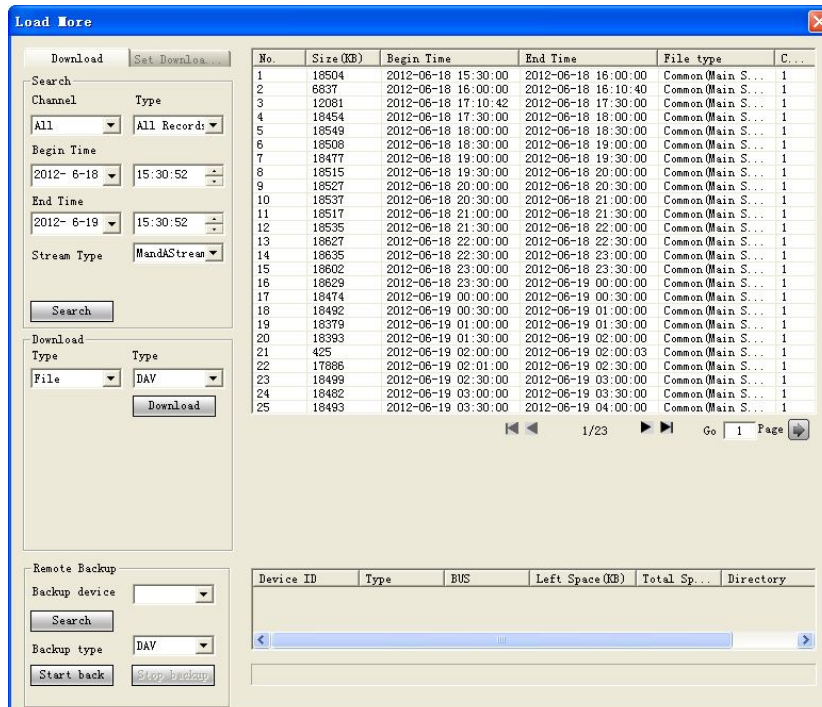 Load More
Download Set Downloa...
Search
Channel Type
All All Records
Begin Time
2012- 6-18 15:30:52
End Time
2012- 6-19 15:30:52
Stream Type MandAStream
Search
Download
Type Type
File DAV
Download
Remote Backup
Backup device
Search
Backup type DAV
Start back Stop backup
No. Size(KB) Begin Time End Time File type C...
1 18504 2012-06-18 15:30:00 2012-06-18 16:00:00 Common(Main S... 1
2 6837 2012-06-18 16:00:00 2012-06-18 16:10:40 Common(Main S... 1
3 12081 2012-06-18 17:10:42 2012-06-18 17:30:00 Common(Main S... 1
4 18454 2012-06-18 17:30:00 2012-06-18 18:00:00 Common(Main S... 1
5 18549 2012-06-18 18:00:00 2012-06-18 18:30:00 Common(Main S... 1
6 18508 2012-06-18 18:30:00 2012-06-18 19:00:00 Common(Main S... 1
7 18477 2012-06-18 19:00:00 2012-06-18 19:30:00 Common(Main S... 1
8 18515 2012-06-18 19:30:00 2012-06-18 20:00:00 Common(Main S... 1
9 18527 2012-06-18 20:00:00 2012-06-18 20:30:00 Common(Main S... 1
10 18537 2012-06-18 20:30:00 2012-06-18 21:00:00 Common(Main S... 1
11 18517 2012-06-18 21:00:00 2012-06-18 21:30:00 Common(Main S... 1
12 18535 2012-06-18 21:30:00 2012-06-18 22:00:00 Common(Main S... 1
13 18627 2012-06-18 22:00:00 2012-06-18 22:30:00 Common(Main S... 1
14 18635 2012-06-18 22:30:00 2012-06-18 23:00:00 Common(Main S... 1
15 18602 2012-06-18 23:00:00 2012-06-18 23:30:00 Common(Main S... 1
16 18629 2012-06-18 23:30:00 2012-06-19 00:00:00 Common(Main S... 1
17 18474 2012-06-19 00:00:00 2012-06-19 00:30:00 Common(Main S... 1
18 18492 2012-06-19 00:30:00 2012-06-19 01:00:00 Common(Main S... 1
19 18379 2012-06-19 01:00:00 2012-06-19 01:30:00 Common(Main S... 1
20 18393 2012-06-19 01:30:00 2012-06-19 02:00:00 Common(Main S... 1
21 425 2012-06-19 02:00:00 2012-06-19 02:00:03 Common(Main S... 1
22 17886 2012-06-19 02:01:00 2012-06-19 02:30:00 Common(Main S... 1
23 18499 2012-06-19 02:30:00 2012-06-19 03:00:00 Common(Main S... 1
24 18482 2012-06-19 03:00:00 2012-06-19 03:30:00 Common(Main S... 1
25 18493 2012-06-19 03:30:00 2012-06-19 04:00:00 Common(Main S... 1
1/23 Go 1 Page
Device ID Type BUS Left Space(KB) Total Sp... Directory